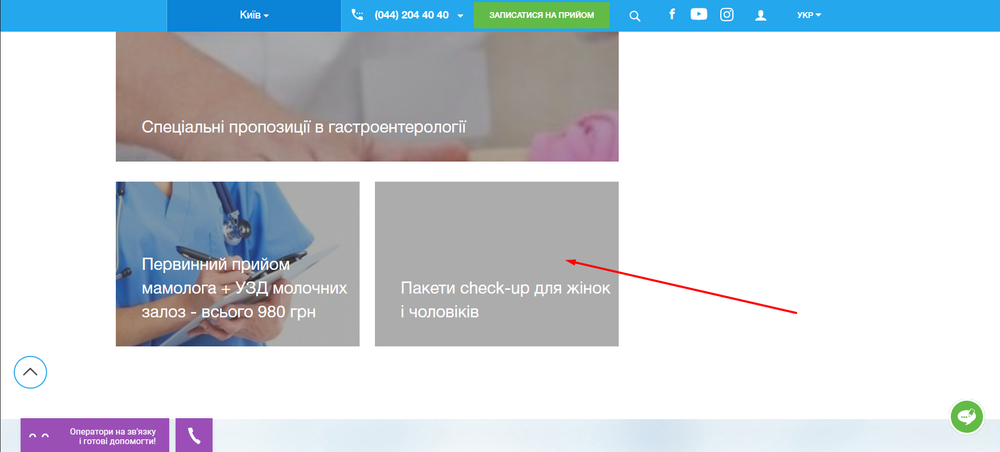 Київ
(044) 204 40 40
ЗАПИСАТИСЯ НА ПРИЙОМ
УКР
Спеціальні пропозиції в гастроентерології
Первинний прийом
мамолога + УЗД молочних
залоз - всього 980 грн
Пакети check-up для жінок
і чоловіків
Оператори на зв'язку
і готові допомогти!